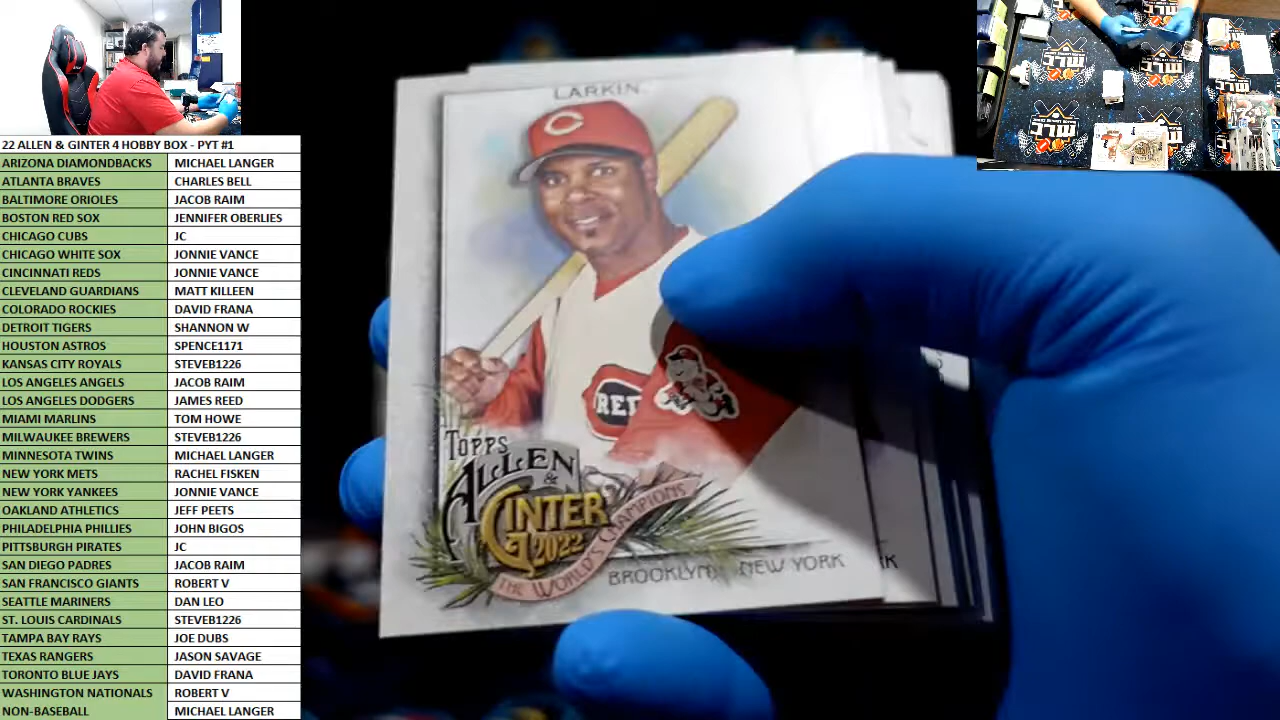 22 ALLEN & GINTER 4 HOBBY BOX - PYT #1
ARIZONA DIAMONDBACKS MICHAEL LANGER
ATLANTA BRAVES CHARLES BELL
BALTIMORE ORIOLES JACOB RAIM
BOSTON RED SOX JENNIFER OBERLIES
CHICAGO CUBS JC
CHICAGO WHITE SOX JONNIE VANCE
CINCINNATI REDS JONNIE VANCE
CLEVELAND GUARDIANS MATT KILLEEN
COLORADO ROCKIES DAVID FRANA
DETROIT TIGERS SHANNON W
HOUSTON ASTROS SPENCE1171
KANSAS CITY ROYALS STEVEB1226
LOS ANGELES ANGELS JACOB RAIM
LOS ANGELES DODGERS JAMES REED
MIAMI MARLINS TOM HOWE
MILWAUKEE BREWERS STEVEB1226
MINNESOTA TWINS MICHAEL LANGER
NEW YORK METS RACHEL FISKEN
NEW YORK YANKEES JONNIE VANCE
OAKLAND ATHLETICS JEFF PEETS
PHILADELPHIA PHILLIES JOHN BIGOS
PITTSBURGH PIRATES JC
SAN DIEGO PADRES JACOB RAIM
SAN FRANCISCO GIANTS ROBERT V
SEATTLE MARINERS DAN LEO
ST. LOUIS CARDINALS STEVEB1226
TAMPA BAY RAYS JOE DUBS
TEXAS RANGERS JASON SAVAGE
TORONTO BLUE JAYS DAVID FRANA
WASHINGTON NATIONALS ROBERT V
NON-BASEBALL MICHAEL LANGER
LARKIN
C
RE
TOPPS
ALLEN
&
GINTER
2022
THE WORLD'S CHAMPIONS
BROOKLYN, NEW YORK
RK